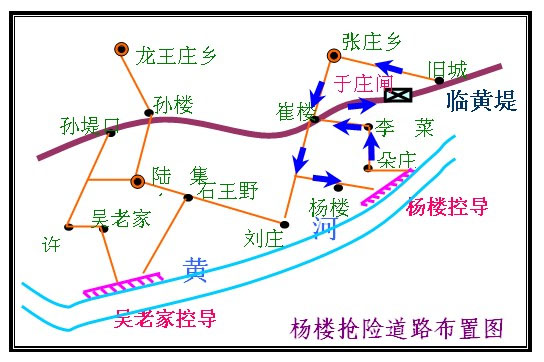 张庄乡
龙王庄乡
旧城
于庄闸
临黄堤
孙楼
崔楼
孙堤口
李 菜
朵庄
陆 集
石王野
杨楼
杨楼控导
吴老家
刘庄
河
许
黄
吴老家控导
杨楼抢险道路布置图